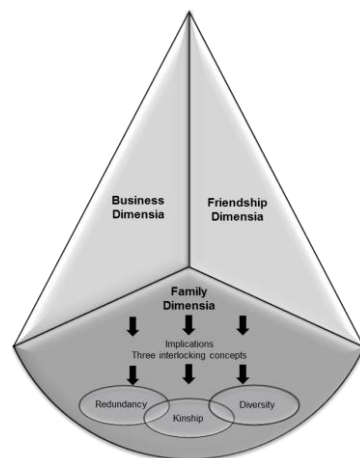 Business
Dimensia
Friendship
Dimensia
Family
Dimensia
Implications
Three interlocking concepts
Redundancy
Kinship
Diversity